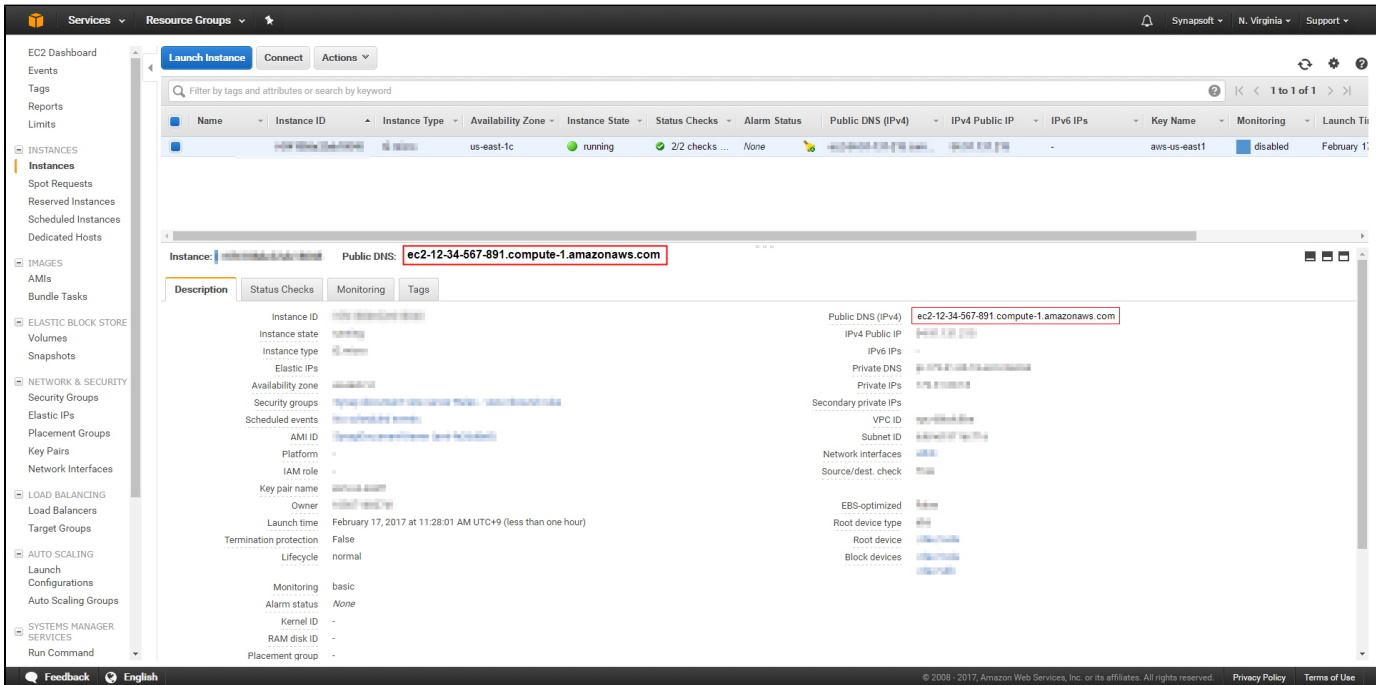 Services Resource Groups Synapsoft N. Virginia Support
EC2 Dashboard
Events
Tags
Reports
Limits
INSTANCES
Instances
Spot Requests
Reserved Instances
Scheduled Instances
Dedicated Hosts
IMAGES
AMIs
Bundle Tasks
ELASTIC BLOCK STORE
Volumes
Snapshots
NETWORK & SECURITY
Security Groups
Elastic IPs
Placement Groups
Key Pairs
Network Interfaces
LOAD BALANCING
Load Balancers
Target Groups
AUTO SCALING
Launch
Configurations
Auto Scaling Groups
SYSTEMS MANAGER
SERVICES
Run Command
Launch Instance Connect Actions
Filter by tags and attributes or search by keyword 1 to 1 of 1
Name Instance ID Instance Type Availability Zone Instance State Status Checks Alarm Status Public DNS (IPv4) IPv4 Public IP IPv6 IPs Key Name Monitoring Launch Ti
us-east-1c running 2/2 checks ... None - aws-us-east1 disabled February 1
Instance: Public DNS: ec2-12-34-567-891.compute-1.amazonaws.com
Description Status Checks Monitoring Tags
Instance ID
Instance state
Instance type
Elastic IPs
Availability zone
Security groups
Scheduled events
AMI ID
Platform
IAM role
Key pair name
Owner
Launch time February 17, 2017 at 11:28:01 AM UTC+9 (less than one hour)
Termination protection False
Lifecycle normal
Monitoring basic
Alarm status None
Kernel ID -
RAM disk ID -
Placement group -
Public DNS (IPv4) ec2-12-34-567-891.compute-1.amazonaws.com
IPv4 Public IP
IPv6 IPs
Private DNS
Private IPs
Secondary private IPs
VPC ID
Subnet ID
Network interfaces
Source/dest. check
EBS-optimized
Root device type
Root device
Block devices
Feedback English © 2008 - 2017, Amazon Web Services, Inc. or its affiliates. All rights reserved. Privacy Policy Terms of Use